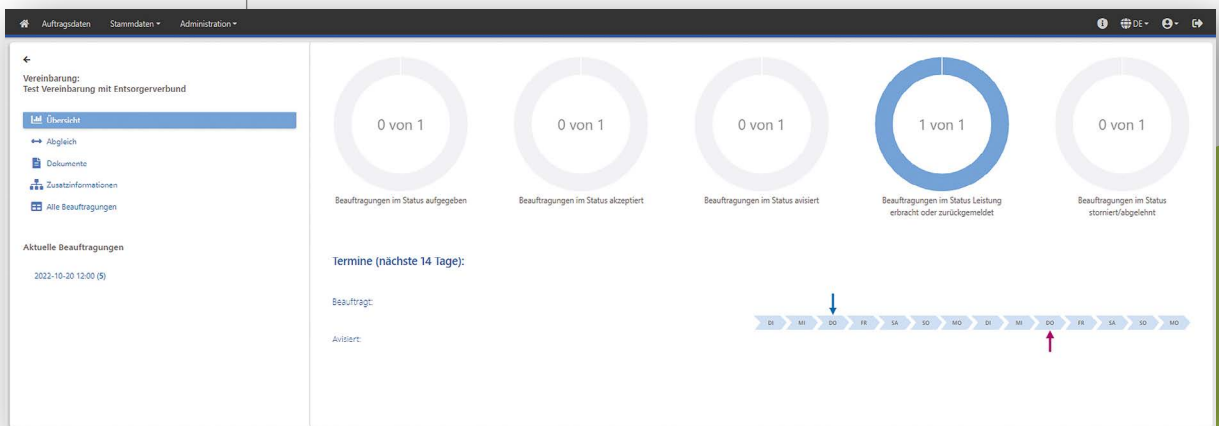 Auftragsdaten Stammdaten Administration DE
Vereinbarung:
Test Vereinbarung mit Entsorgerverbund
Übersicht
Abgleich
Dokumente
Zusatzinformationen
Alle Beauftragungen
Aktuelle Beauftragungen
2022-10-20 12:00 (5)
0 von 1
0 von 1
0 von 1
1 von 1
0 von 1
Beauftragungen im Status aufgegeben
Beauftragungen im Status akzeptiert
Beauftragungen im Status avisiert
Beauftragungen im Status Leistung
erbracht oder zurückgemeldet
Beauftragungen im Status
storniert/abgelehnt
Termine (nächste 14 Tage):
Beauftragt:
DI MI DO FR SA SO MO DI MI DO FR SA SO MO
Avisiert: